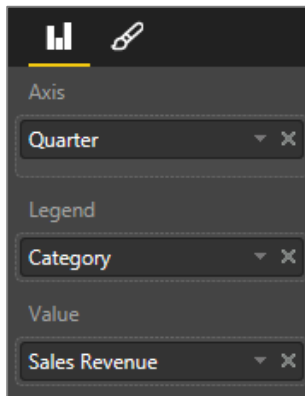 Axis
Quarter
Legend
Category
Value
Sales Revenue